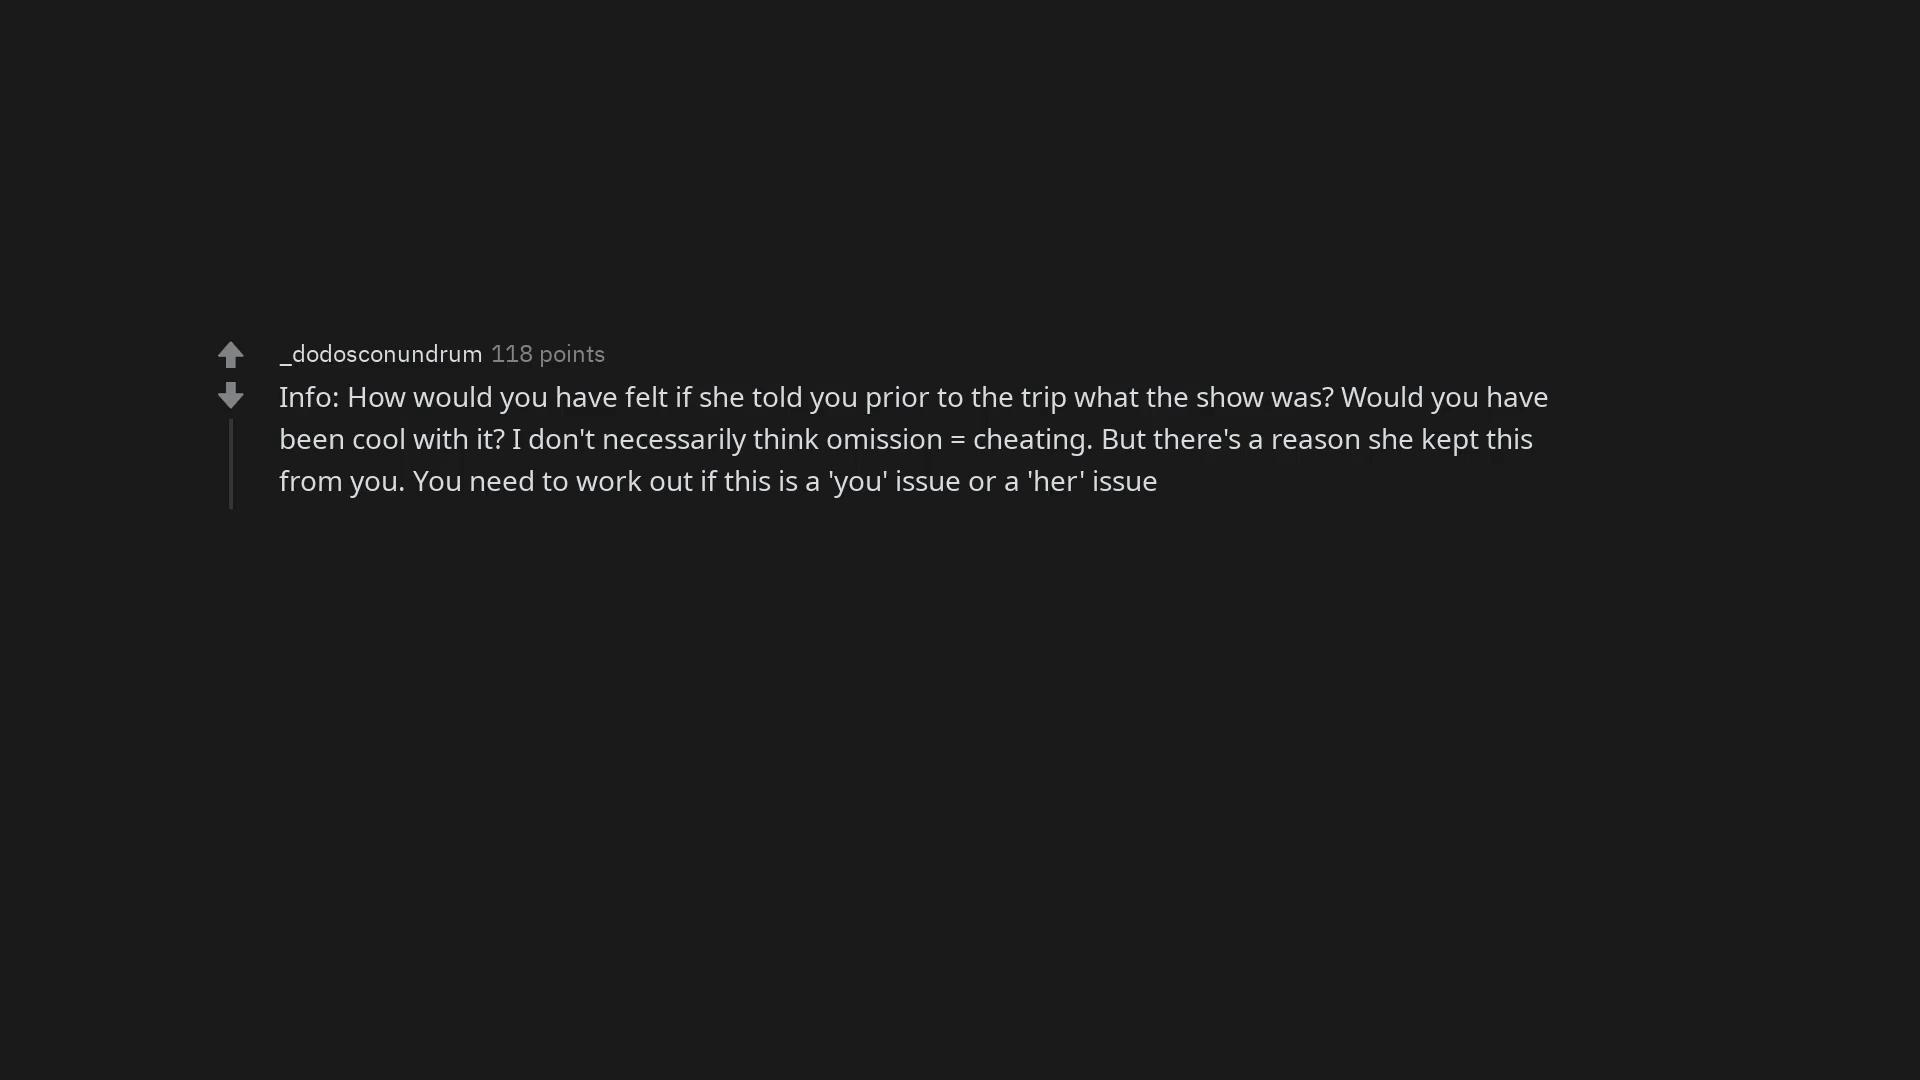 _dodosconundrum 118 points
Info: How would you have felt if she told you prior to the trip what the show was? Would you have
been cool with it? I don't necessarily think omission = cheating. But there's a reason she kept this
from you. You need to work out if this is a 'you' issue or a 'her' issue